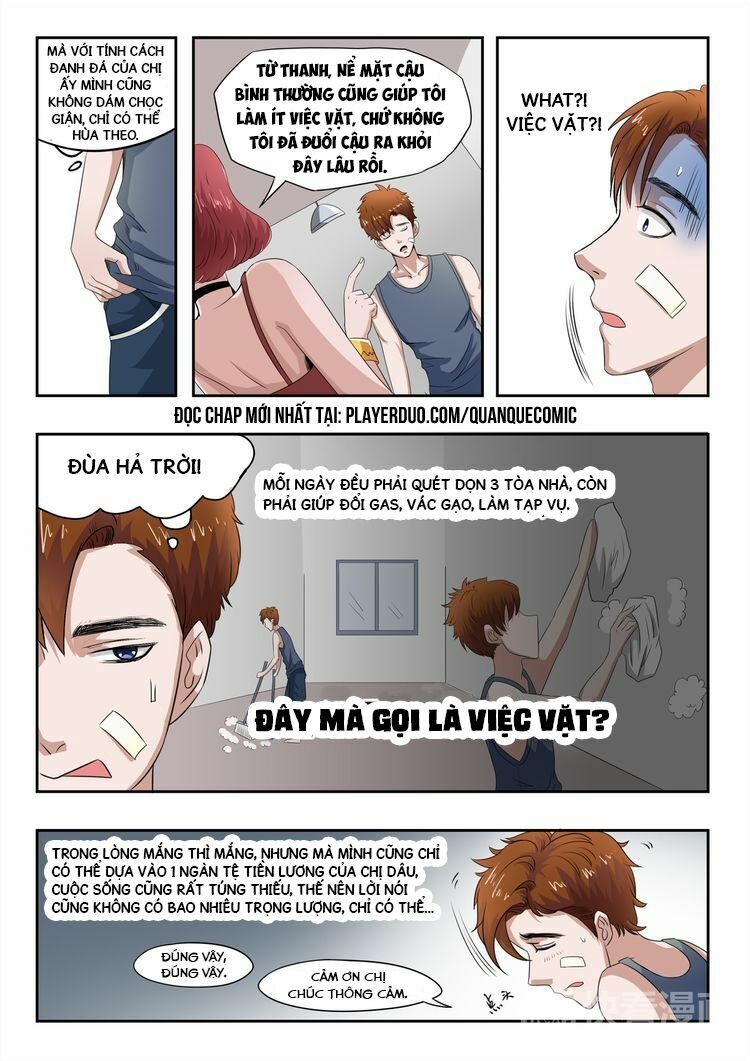 MÀ VỚI TÍNH CÁCH
ĐANH ĐÁ CỦA CHỊ
ẤY MÌNH CŨNG
KHÔNG DÁM CHỌC
GIẬN, CHỈ CÓ THỂ
HÙA THEO.
TỪ THANH, NỂ MẶT CẬU
BÌNH THƯỜNG CŨNG GIÚP TÔI
LÀM ÍT VIỆC VẶT, CHỨ KHÔNG
TÔI ĐÃ ĐUỔI CẬU RA KHỎI
ĐÂY LÂU RỒI.
WHAT?!
VIỆC VẶT?!
ĐỌC CHAP MỚI NHẤT TẠI: PLAYERDUO.COM/QUANQUECOMIC
ĐÙA HẢ TRỜI!
MỖI NGÀY ĐỀU PHẢI QUÉT DỌN 3 TÒA NHÀ, CÒN
PHẢI GIÚP ĐỔI GAS, VÁC GẠO, LÀM TẠP VỤ.
ĐÂY MÀ GỌI LÀ VIỆC VẶT?
TRONG LÒNG MẮNG THÌ MẮNG, NHƯNG MÀ MÌNH CŨNG CHỈ
CÓ THỂ DỰA VÀO 1 NGÀN TỆ TIỀN LƯƠNG CỦA CHỊ DÂU,
CUỘC SỐNG CŨNG RẤT TÚNG THIẾU, THẾ NÊN LỜI NÓI
CŨNG KHÔNG CÓ BAO NHIÊU TRỌNG LƯỢNG, CHỈ CÓ THỂ...
ĐÚNG VẬY,
ĐÚNG VẬY.
CẢM ƠN CHỊ
CHÚC THÔNG CẢM.
快看漫画